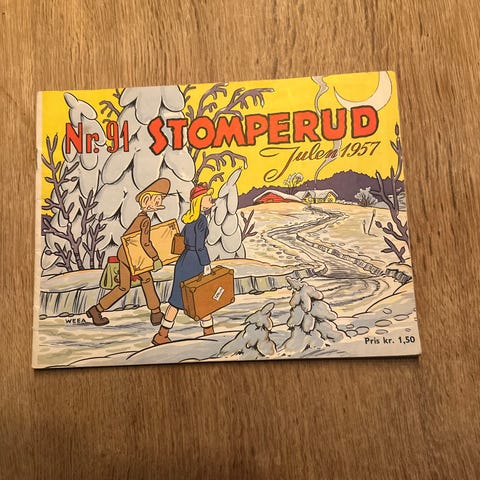 Nr. 91 STOMPERUD
Julen 1957
WEEA
Pris kr. 1,50